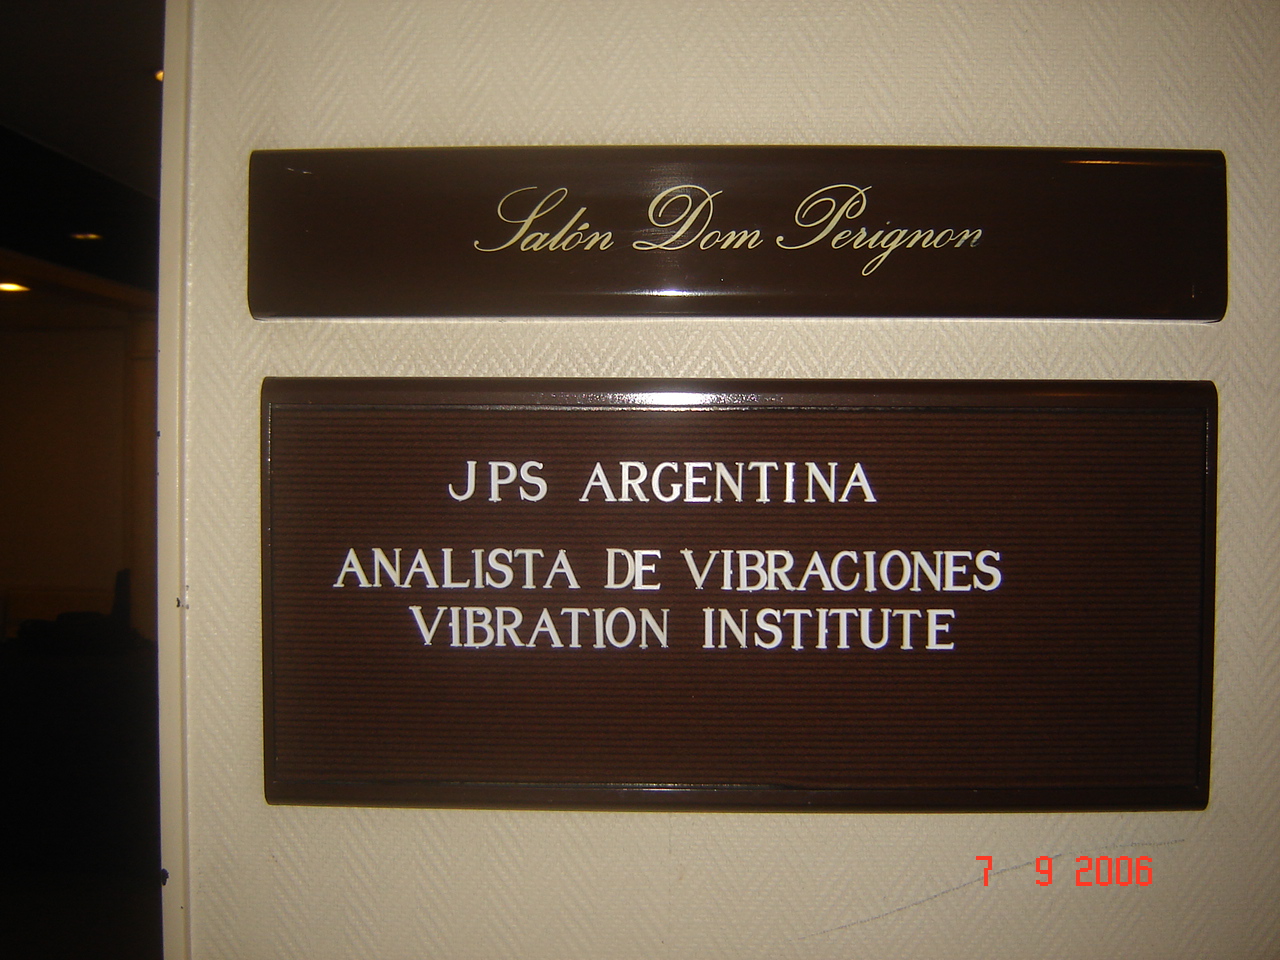 Salón Dom Perignon
JPS ARGENTINA
ANALISTA DE VIBRACIONES
VIBRATION INSTITUTE
7 9 2006